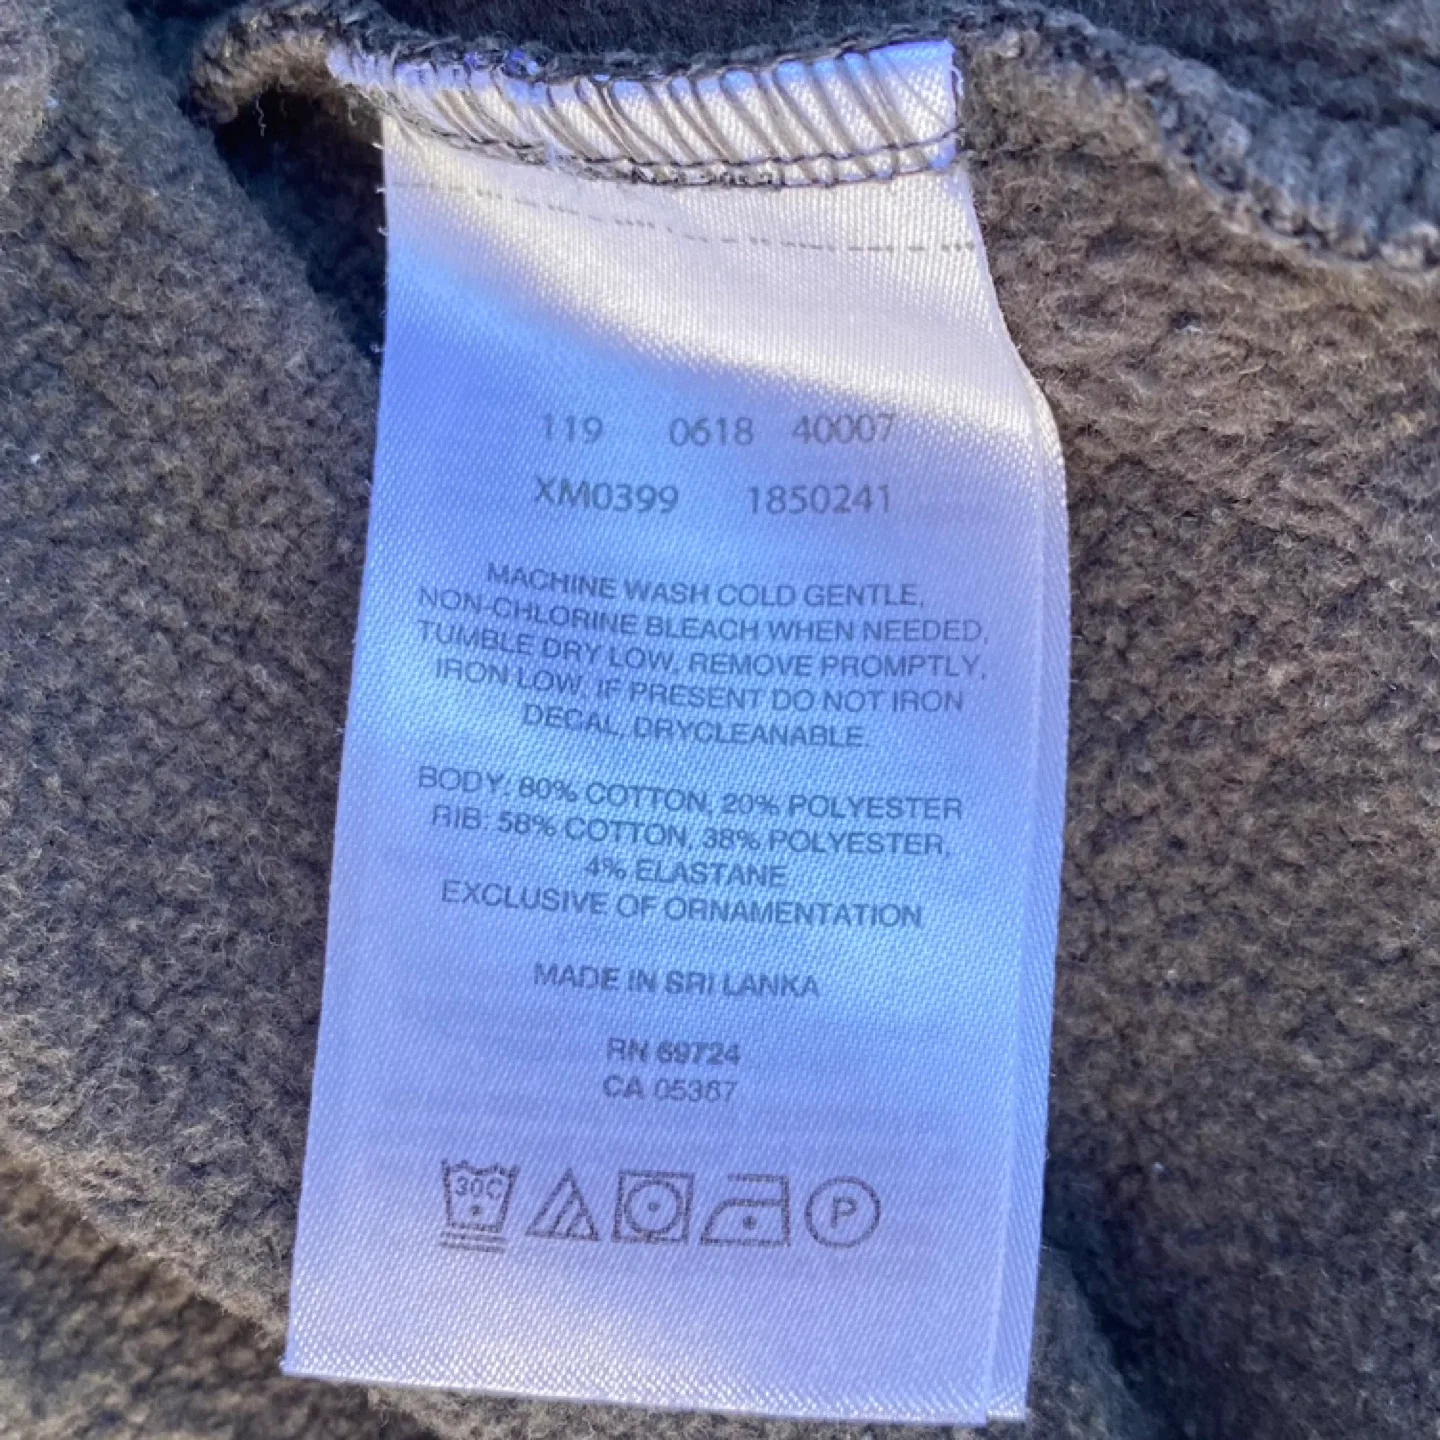 119 0618 40007
XM0399 1850241
MACHINE WASH COLD GENTLE,
NON-CHLORINE BLEACH WHEN NEEDED,
TUMBLE DRY LOW, REMOVE PROMPTLY,
IRON LOW, IF PRESENT DO NOT IRON
DECAL, DRYCLEANABLE.
BODY: 80% COTTON, 20% POLYESTER
RIB: 58% COTTON, 38% POLYESTER,
4% ELASTANE
EXCLUSIVE OF ORNAMENTATION
MADE IN SRI LANKA
RN 69724
CA 05367
30C P